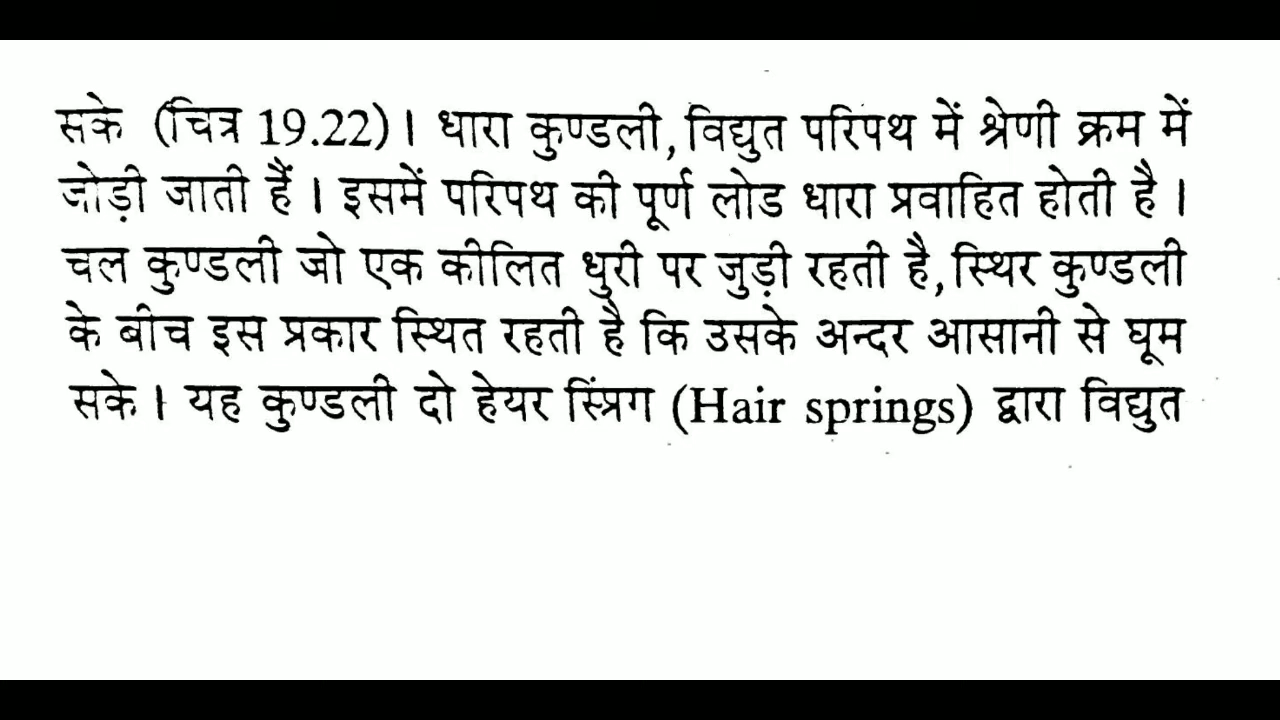 सके (चित्र 19.22)। धारा कुण्डली, विद्युत परिपथ में श्रेणी क्रम में
जोड़ी जाती हैं। इसमें परिपथ की पूर्ण लोड धारा प्रवाहित होती है।
चल कुण्डली जो एक कीलित धुरी पर जुड़ी रहती है, स्थिर कुण्डली
के बीच इस प्रकार स्थित रहती है कि उसके अन्दर आसानी से घूम
सके। यह कुण्डली दो हेयर स्प्रिंग (Hair springs) द्वारा विद्युत